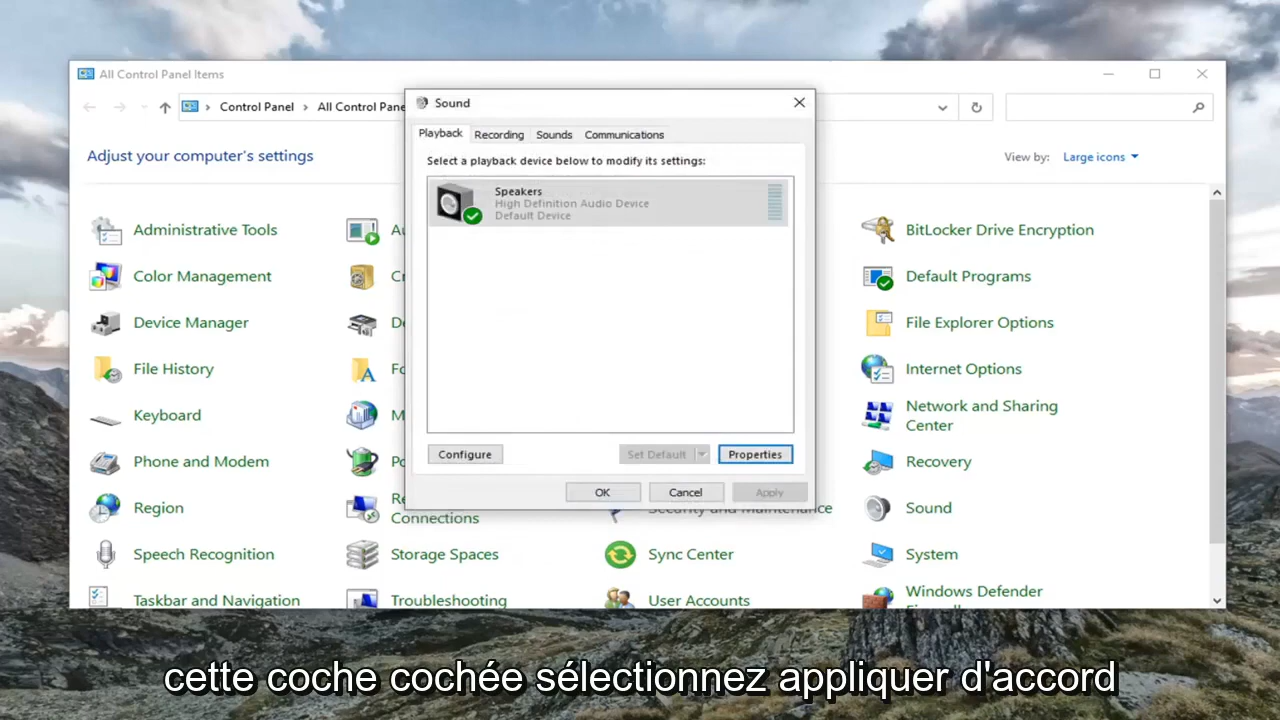 All Control Panel Items
Control Panel > All Control Pane
Adjust your computer's settings
View by: Large icons
Sound
Playback Recording Sounds Communications
Select a playback device below to modify its settings:
Speakers
High Definition Audio Device
Default Device
Configure Set Default Properties
OK Cancel Apply
Administrative Tools
BitLocker Drive Encryption
Color Management
Default Programs
Device Manager
File Explorer Options
File History
Internet Options
Keyboard
Network and Sharing
Center
Phone and Modem
Recovery
Region
Connections
Security and Maintenance
Sound
Speech Recognition
Storage Spaces
Sync Center
System
Taskbar and Navigation
Troubleshooting
User Accounts
Windows Defender
cette coche cochée sélectionnez appliquer d'accord